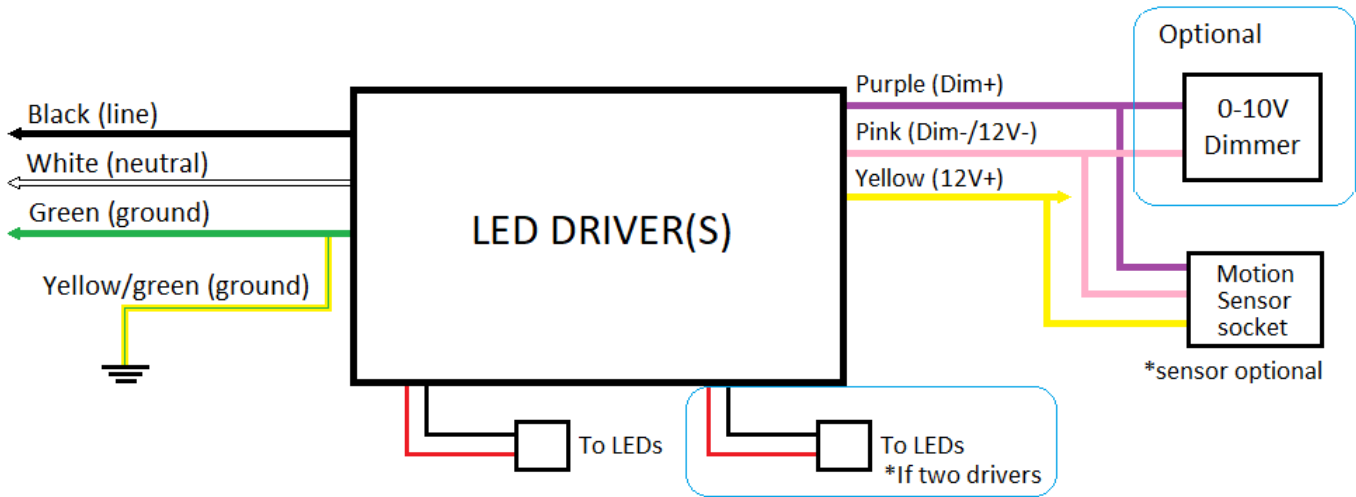 Optional
Purple (Dim+)
0-10V
Dimmer
Black (line)
Pink (Dim-/12V-)
White (neutral)
Yellow (12V+)
Green (ground)
LED DRIVER(S)
Yellow/green (ground)
Motion
Sensor
socket
*sensor optional
To LEDs
To LEDs
*If two drivers